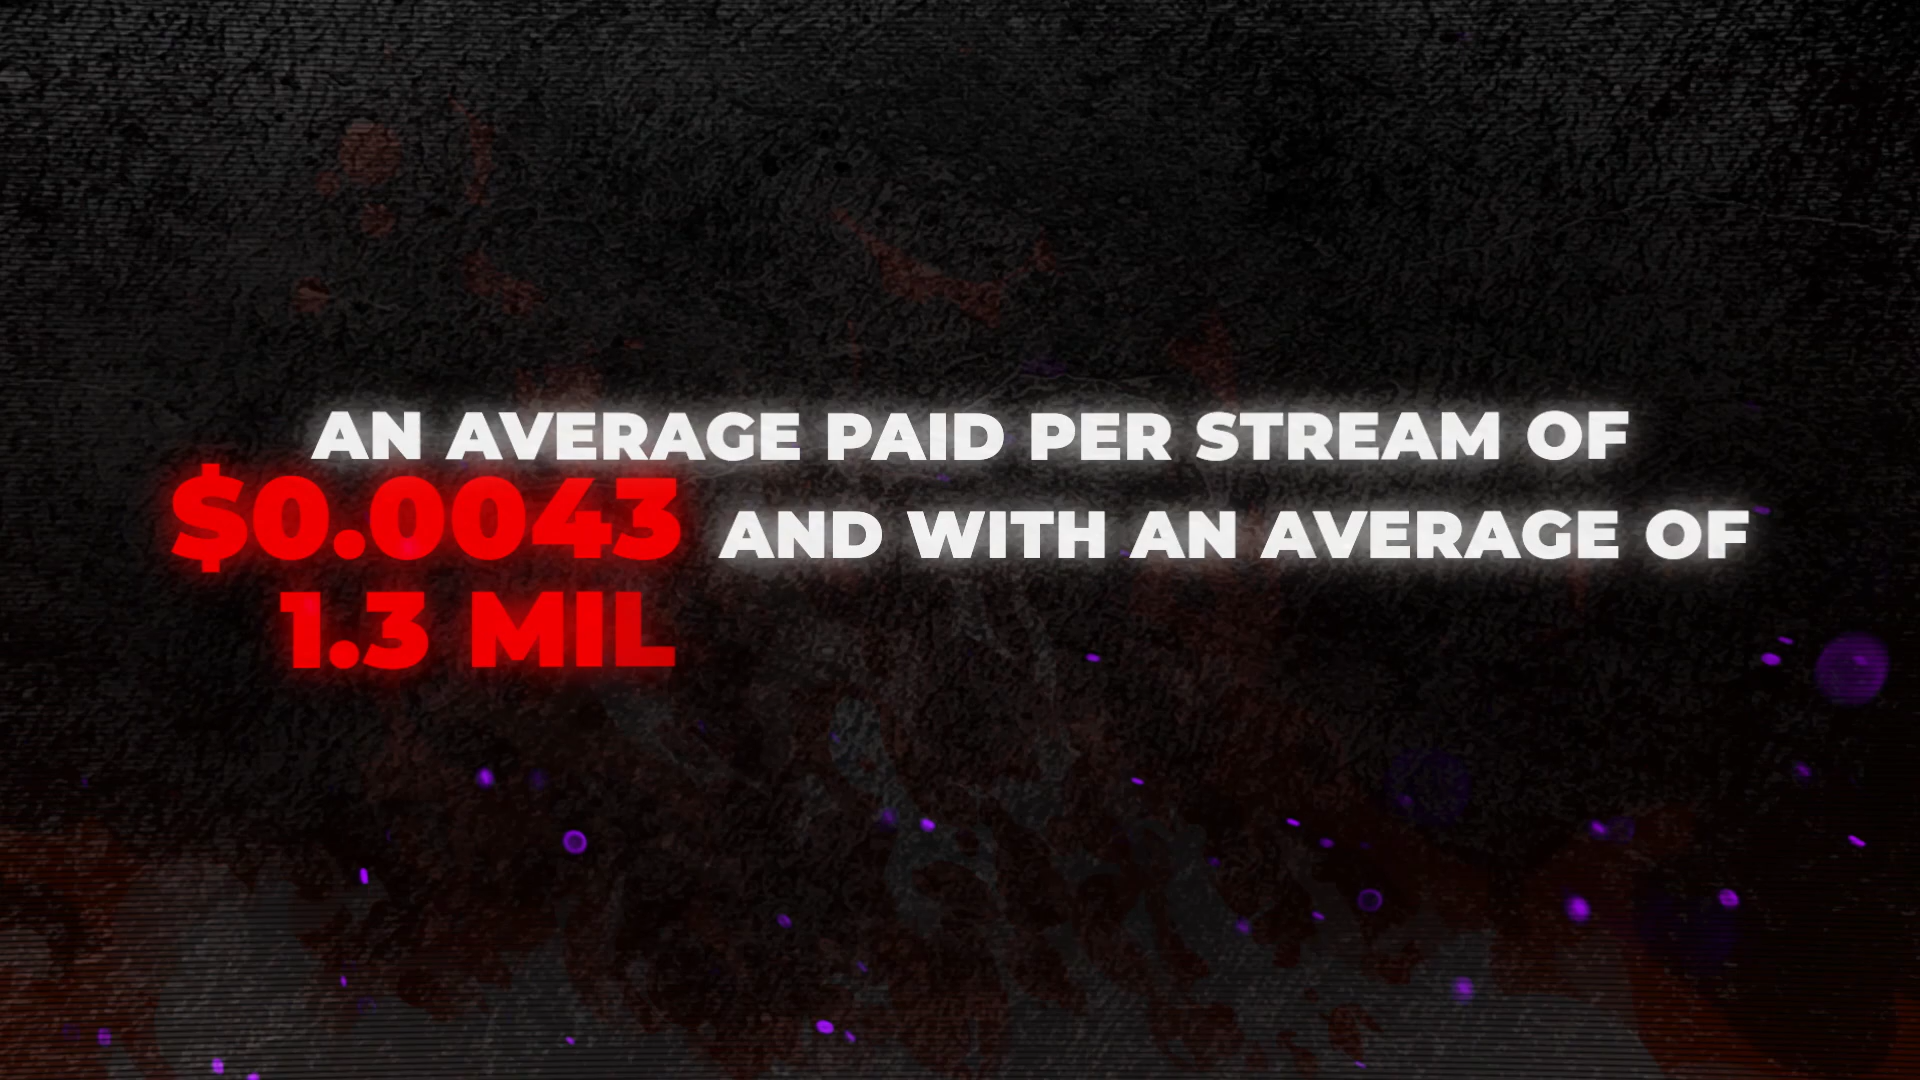 AN AVERAGE PAID PER STREAM OF
$0.0043 AND WITH AN AVERAGE OF
1.3 MIL